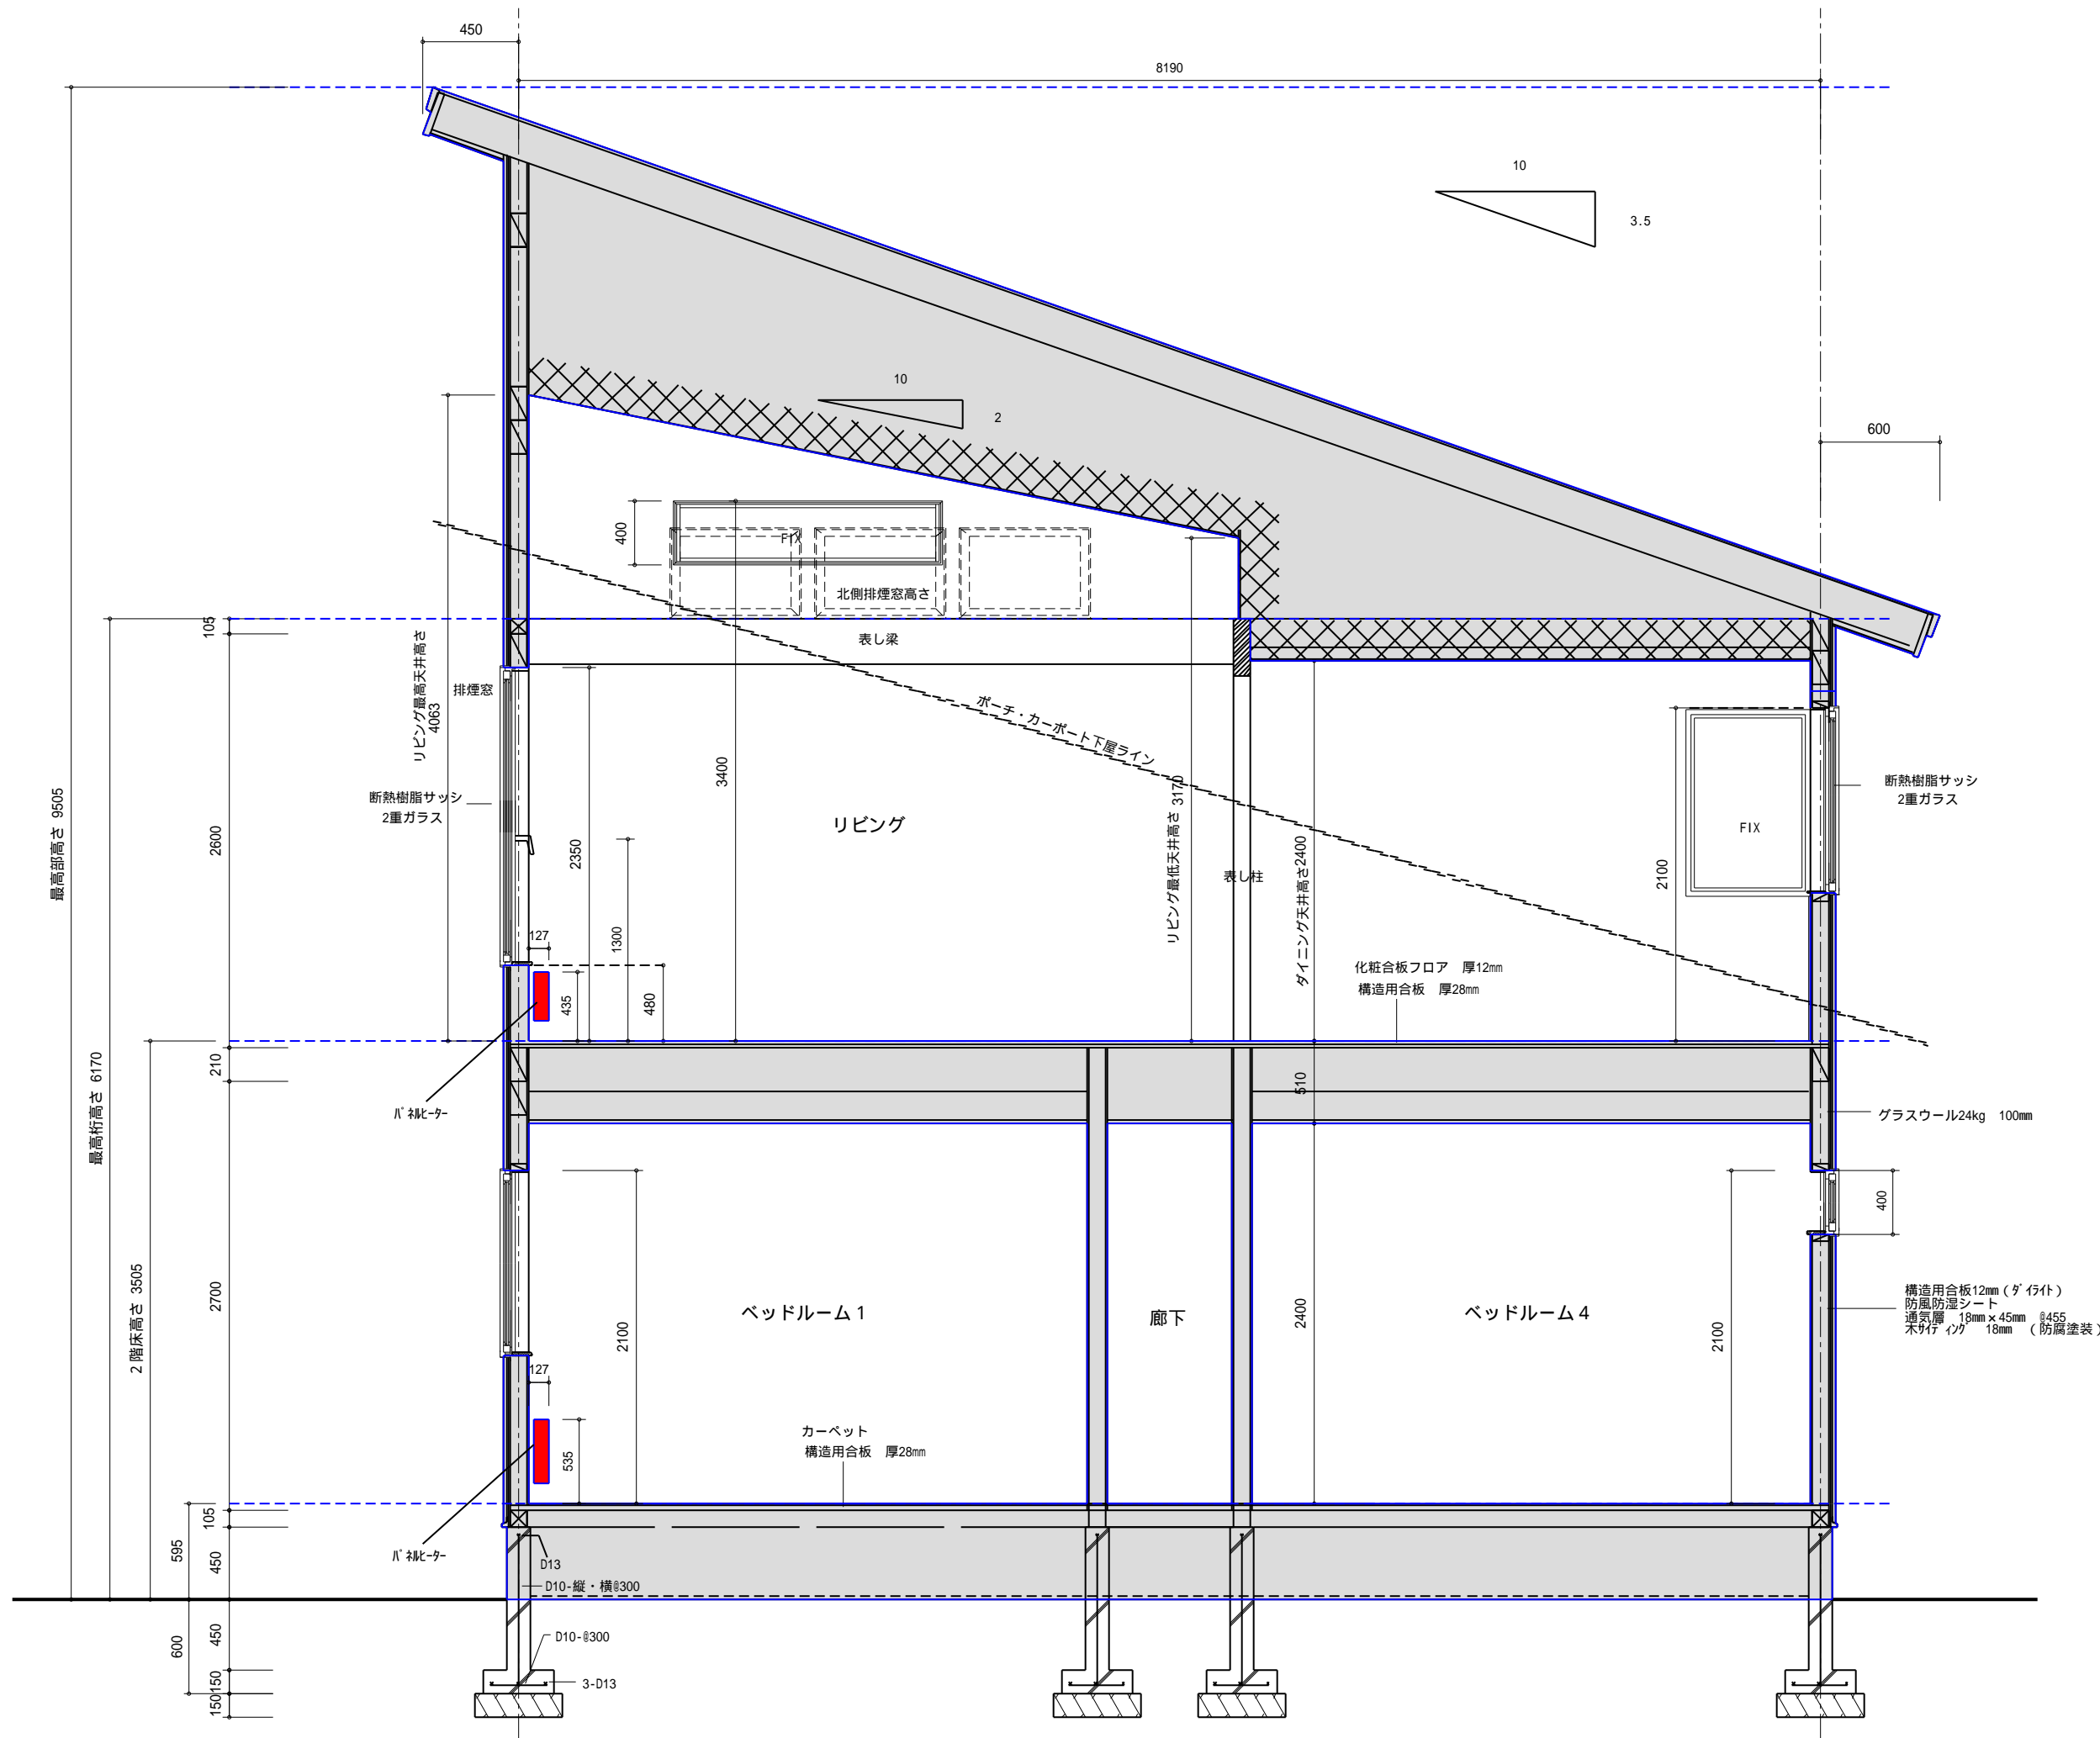 450
8190
10
3.5
10
2
600
400
FIX
北側排煙窓高さ
表し梁
105
リビング最高天井高さ
4063
排煙窓
ポーチ・カーポート下屋ライン
断熱樹脂サッシ
2重ガラス
断熱樹脂サッシ
2重ガラス
最高部高さ 9505
2600
2350
3400
リビング
リビング最低天井高さ 3170
表し柱
ダイニング天井高さ2400
2100
FIX
127
1300
435
480
化粧合板フロア　厚12㎜
構造用合板　厚28㎜
最高桁高さ 6170
210
510
パネルヒーター
グラスウール24kg　100㎜
400
2階床高さ 3505
2700
2100
ベッドルーム1
廊下
2400
ベッドルーム4
2100
構造用合板12㎜（ダイライト）
防風防湿シート
通気層　18㎜×45㎜　@455
木サイディング　18㎜　（防腐塗装）
127
535
カーペット
構造用合板　厚28㎜
105
595
450
パネルヒーター
D13
D10-縦・横@300
450
600
D10-@300
150
3-D13
150